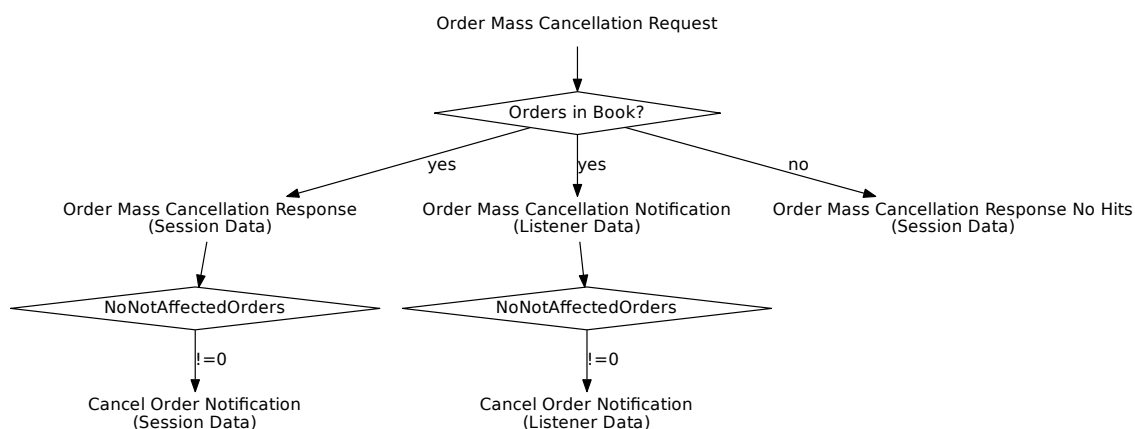 Order Mass Cancellation Request
Orders in Book?
yes
yes
no
Order Mass Cancellation Response
(Session Data)
Order Mass Cancellation Notification
(Listener Data)
Order Mass Cancellation Response No Hits
(Session Data)
NoNotAffectedOrders
NoNotAffectedOrders
!=0
!=0
Cancel Order Notification
(Session Data)
Cancel Order Notification
(Listener Data)